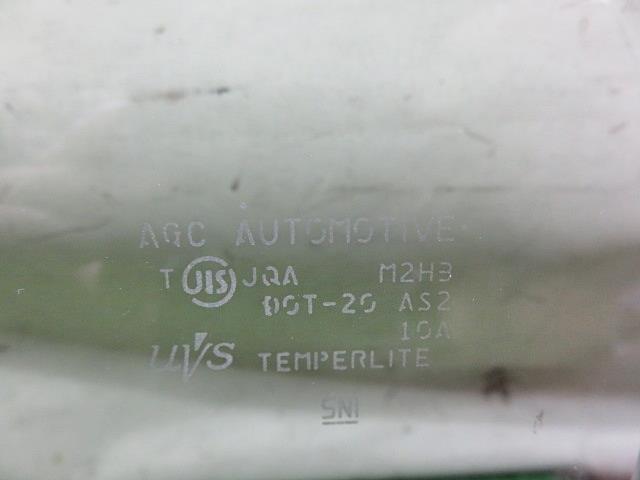 AGC AUTOMOTIVE
T JIS JQA M2H3
DOT-20 AS2
10A
UVS TEMPERLITE
SNI